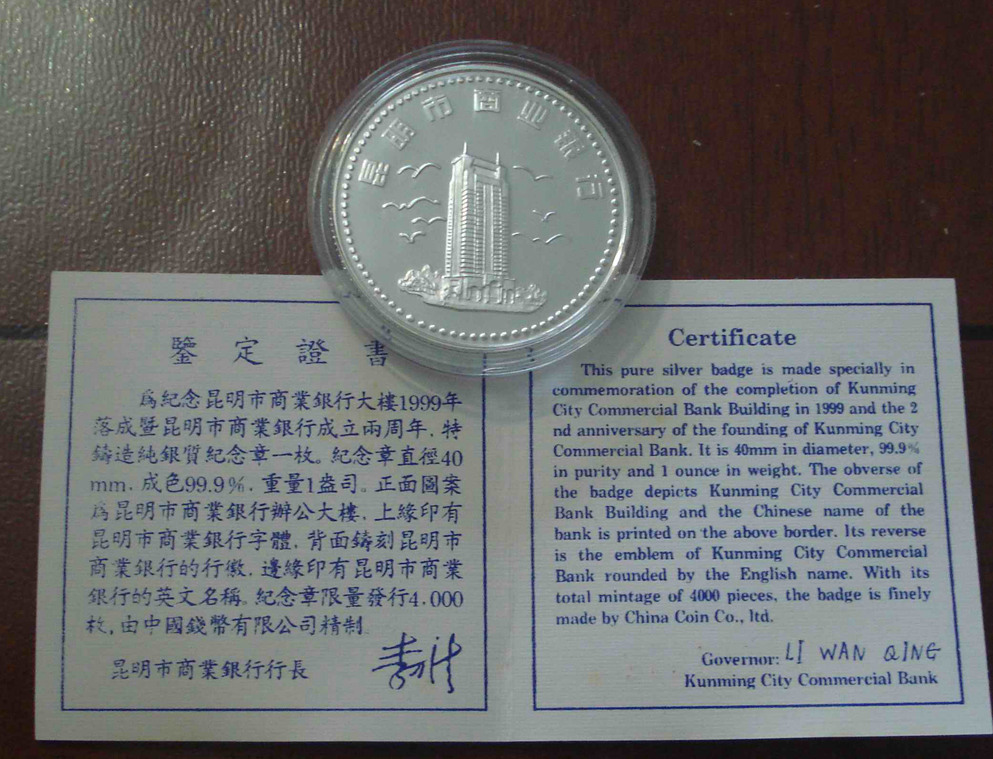 昆明市商业银行
鑒定證書
爲紀念昆明市商業銀行大樓1999年
落成暨昆明市商業銀行成立兩周年，特
鑄造純銀質紀念章一枚。紀念章直徑40
mm，成色99.9%，重量1盎司。正面圖案
爲昆明市商業銀行辦公大樓，上緣印有
昆明市商業銀行字體，背面鑄刻昆明市
商業銀行的行徽，邊緣印有昆明市商業
銀行的英文名稱。紀念章限量發行4.000
枚，由中國錢幣有限公司精制。
昆明市商業銀行行長
Certificate
This pure silver badge is made specially in
commemoration of the completion of Kunming
City Commercial Bank Building in 1999 and the 2
nd anniversary of the founding of Kunming City
Commercial Bank. It is 40mm in diameter, 99.9%
in purity and 1 ounce in weight. The obverse of
the badge depicts Kunming City Commercial
Bank Building and the Chinese name of the
bank is printed on the above border. Its reverse
is the emblem of Kunming City Commercial
Bank rounded by the English name. With its
total mintage of 4000 pieces, the badge is finely
made by China Coin Co., ltd.
Governor: LI WAN QING
Kunming City Commercial Bank